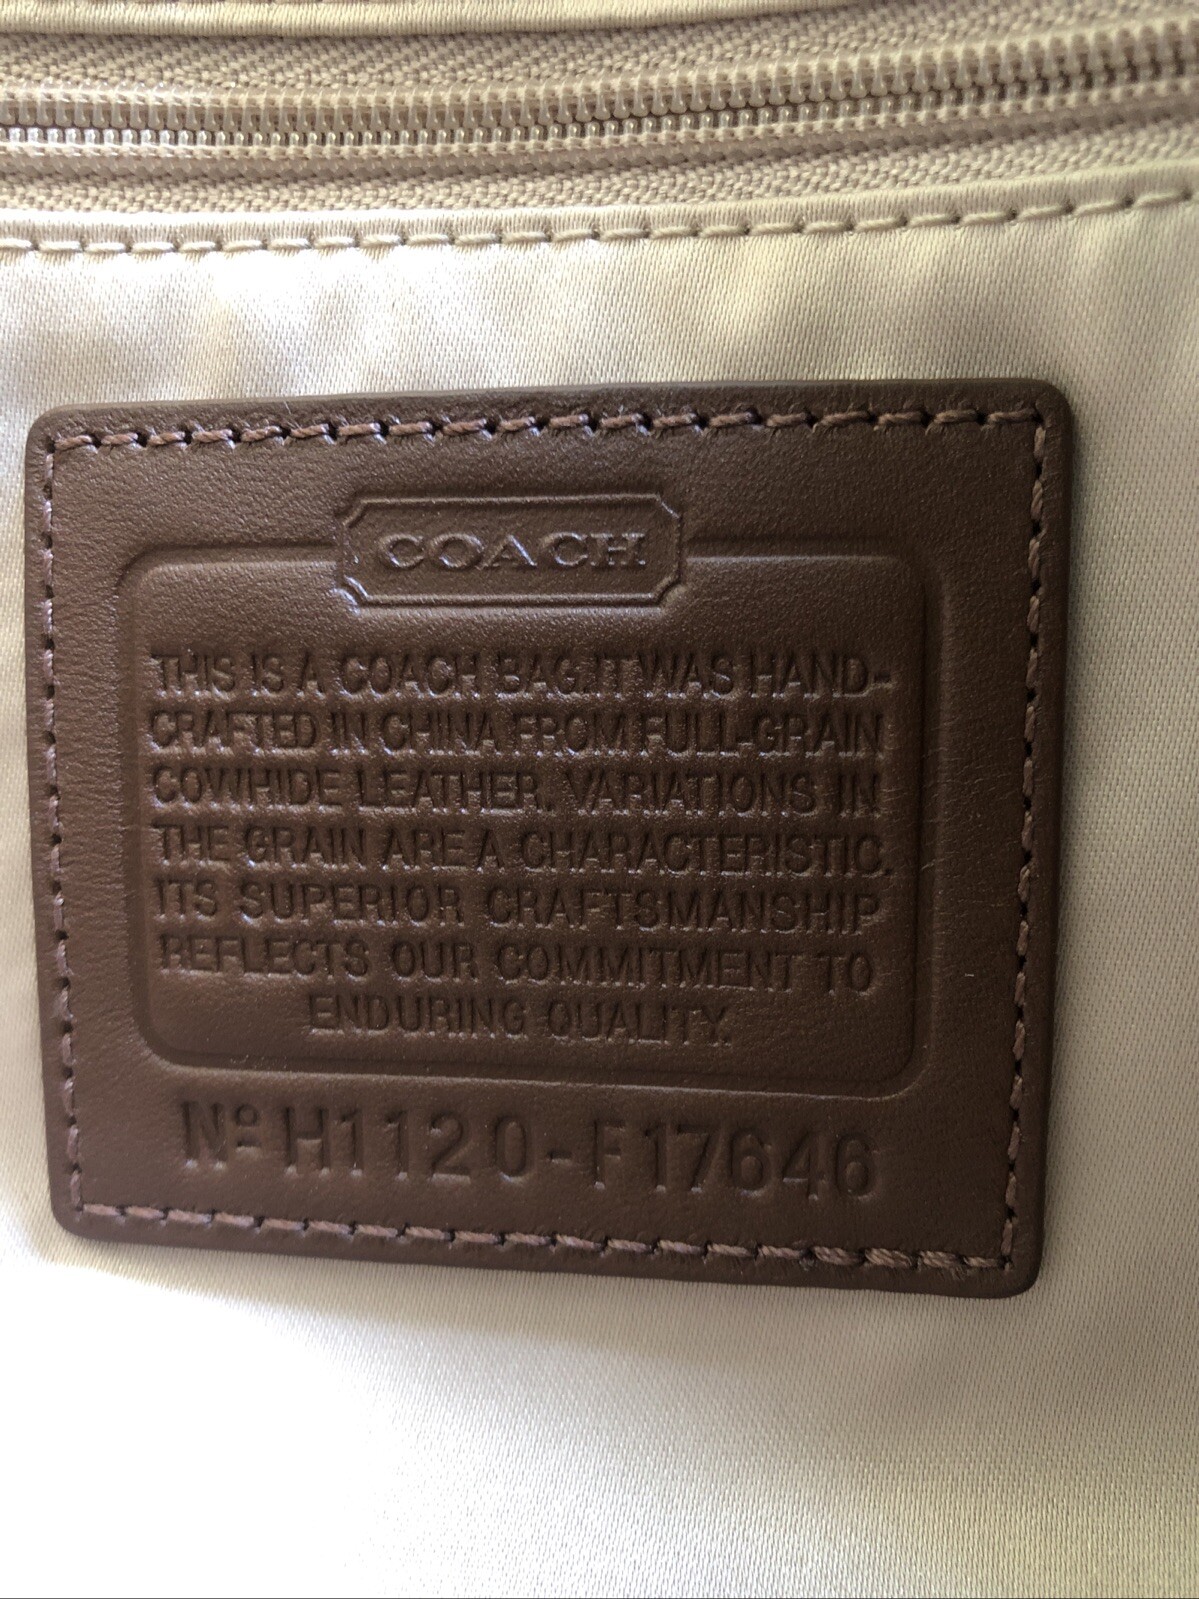 COACH
THIS IS A COACH BAG. IT WAS HAND-
CRAFTED IN CHINA FROM FULL-GRAIN
COWHIDE LEATHER. VARIATIONS IN
THE GRAIN ARE A CHARACTERISTIC.
ITS SUPERIOR CRAFTSMANSHIP
REFLECTS OUR COMMITMENT TO
ENDURING QUALITY.
Nº H1120-F17646